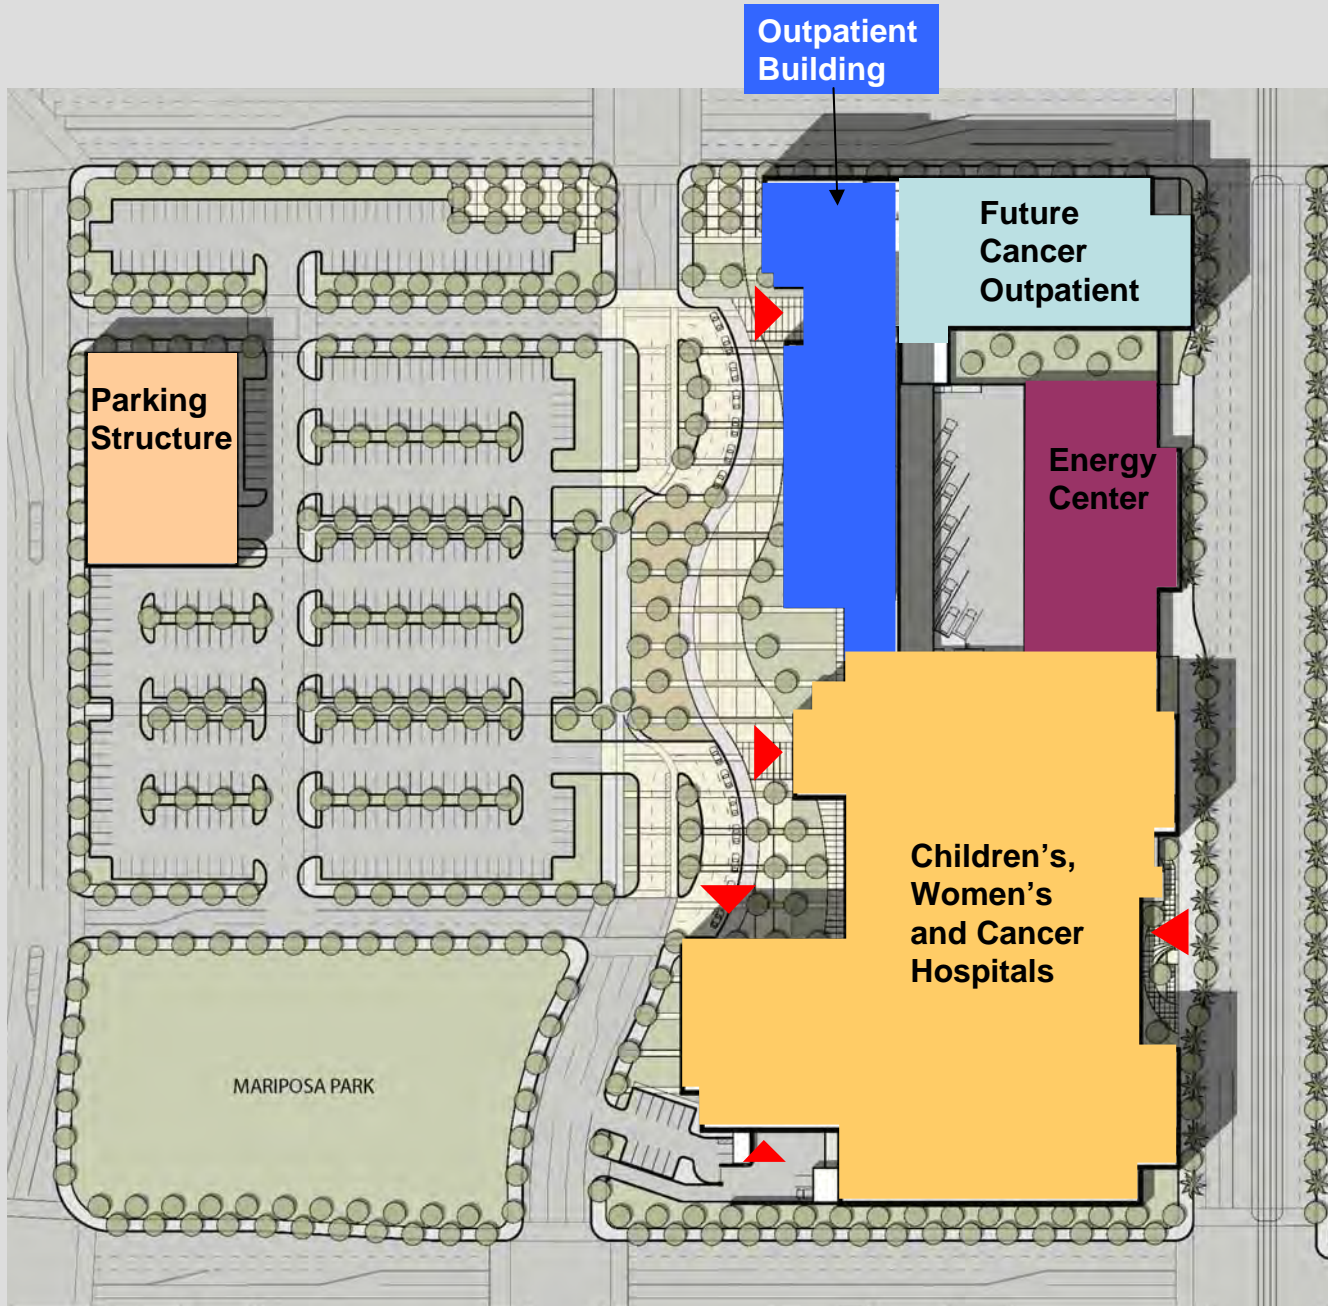 Outpatient
Building
Future
Cancer
Outpatient
Parking
Structure
Energy
Center
Children’s,
Women’s
and Cancer
Hospitals
MARIPOSA PARK